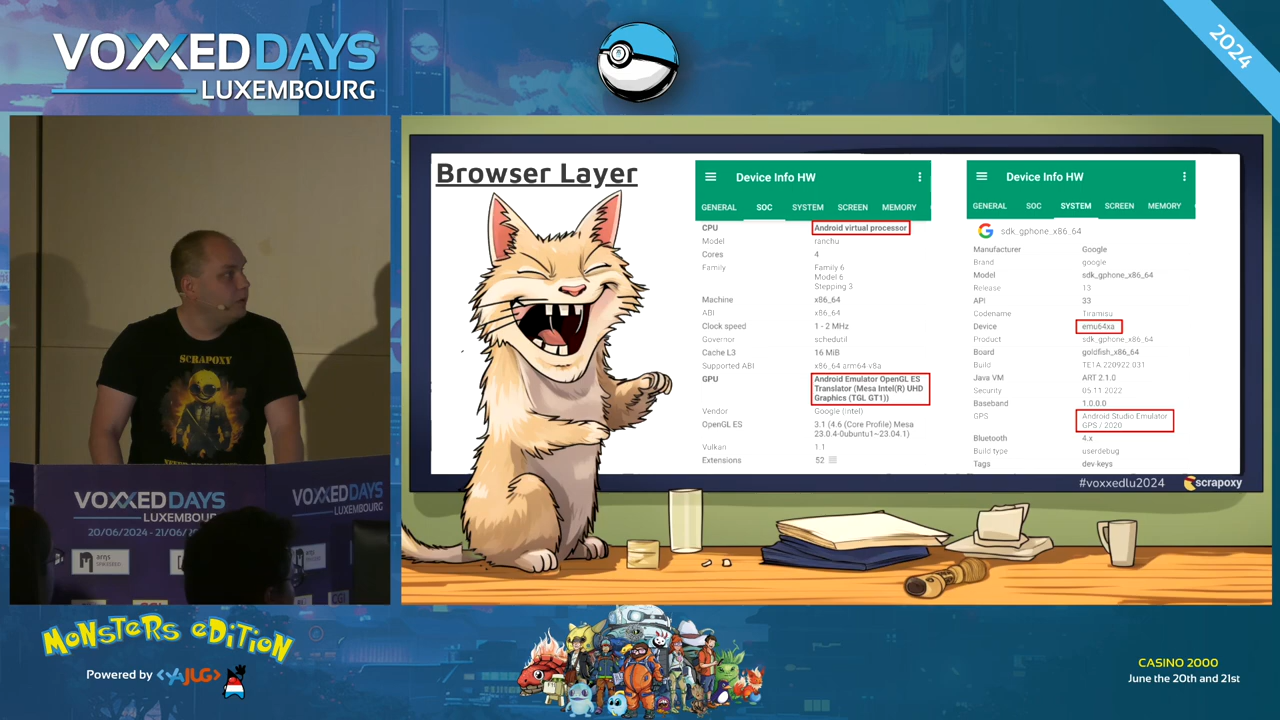 VOXXEDDAYS
LUXEMBOURG
2024
SCRAPOXY
VOXXEDDAYS
LUXEMBOURG
20/06/2024 - 21/06/
VOXXEDDAYS
LUXEMBOURG
Browser Layer
Device Info HW
GENERAL SOC SYSTEM SCREEN MEMORY
CPU Android virtual processor
Model ranchu
Cores 4
Family Family 6
Model 6
Stepping 3
Machine x86_64
ABI x86_64
Clock speed 1 - 2 MHz
Governor schedutil
Cache L3 16 MiB
Supported ABI x86_64 arm64 v8a
GPU Android Emulator OpenGL ES
Translator (Mesa Intel(R) UHD
Graphics (TGL GT1))
Vendor Google (Intel)
OpenGL ES 3.1 (4.6 (Core Profile) Mesa
23.0.4-0ubuntu1~23.04.1)
Vulkan 1.1
Extensions 52
Device Info HW
GENERAL SOC SYSTEM SCREEN MEMORY
sdk_gphone_x86_64
Manufacturer Google
Brand google
Model sdk_gphone_x86_64
Release 13
API 33
Codename Tiramisu
Device emu64xa
Product sdk_gphone_x86_64
Board goldfish_x86_64
Build TE1A.220922.031
Java VM ART 2.1.0
Security 05.11.2022
Baseband 1.0.0.0
GPS Android Studio Emulator
GPS / 2020
Bluetooth 4.x
Build type userdebug
Tags dev-keys
#voxxedlu2024 scrapoxy
MONSTERS EDITION
Powered by <YAJUG>
CASINO 2000
June the 20th and 21st